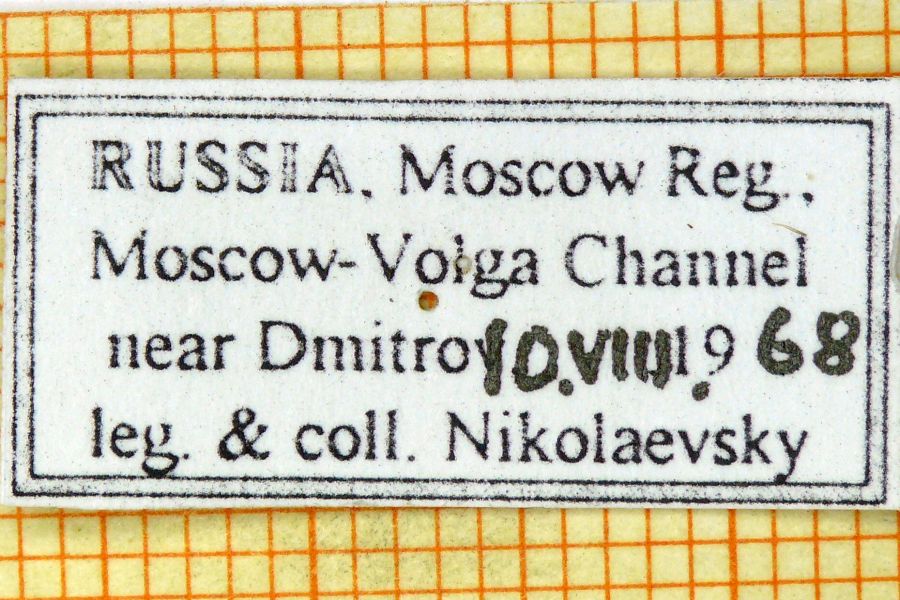 RUSSIA, Moscow Reg.,
Moscow-Volga Channel
near Dmitrov 10.VIII.1968
leg. & coll. Nikolaevsky